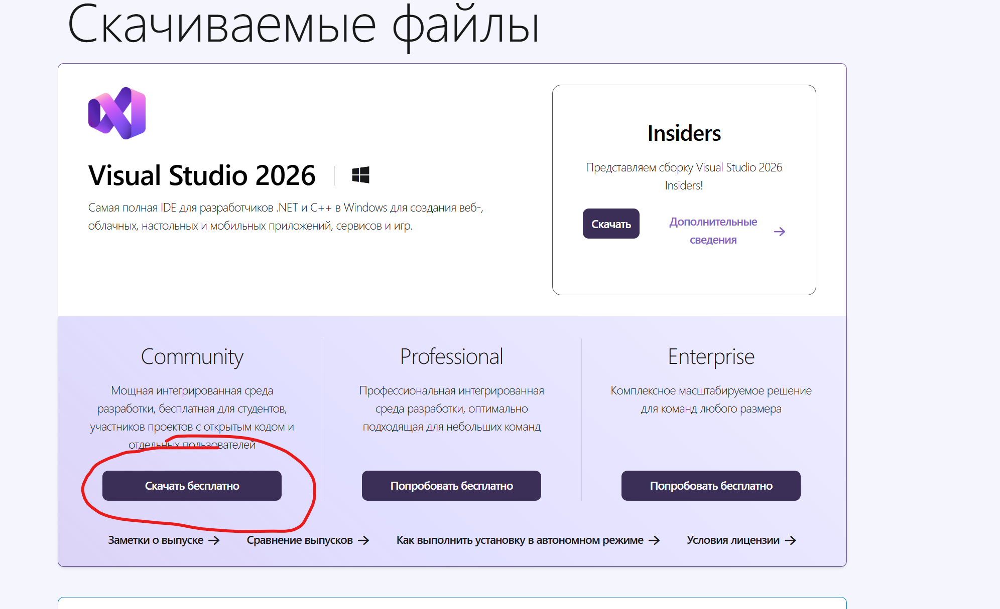 Скачиваемые файлы
Insiders
Представляем сборку Visual Studio 2026
Insiders!
Скачать
Дополнительные
сведения
Visual Studio 2026
Самая полная IDE для разработчиков .NET и C++ в Windows для создания веб-,
облачных, настольных и мобильных приложений, сервисов и игр.
Community
Мощная интегрированная среда
разработки, бесплатная для студентов,
участников проектов с открытым кодом и
отдельных пользователей
Скачать бесплатно
Professional
Профессиональная интегрированная
среда разработки, оптимально
подходящая для небольших команд
Попробовать бесплатно
Enterprise
Комплексное масштабируемое решение
для команд любого размера
Попробовать бесплатно
Заметки о выпуске
Сравнение выпусков
Как выполнить установку в автономном режиме
Условия лицензии